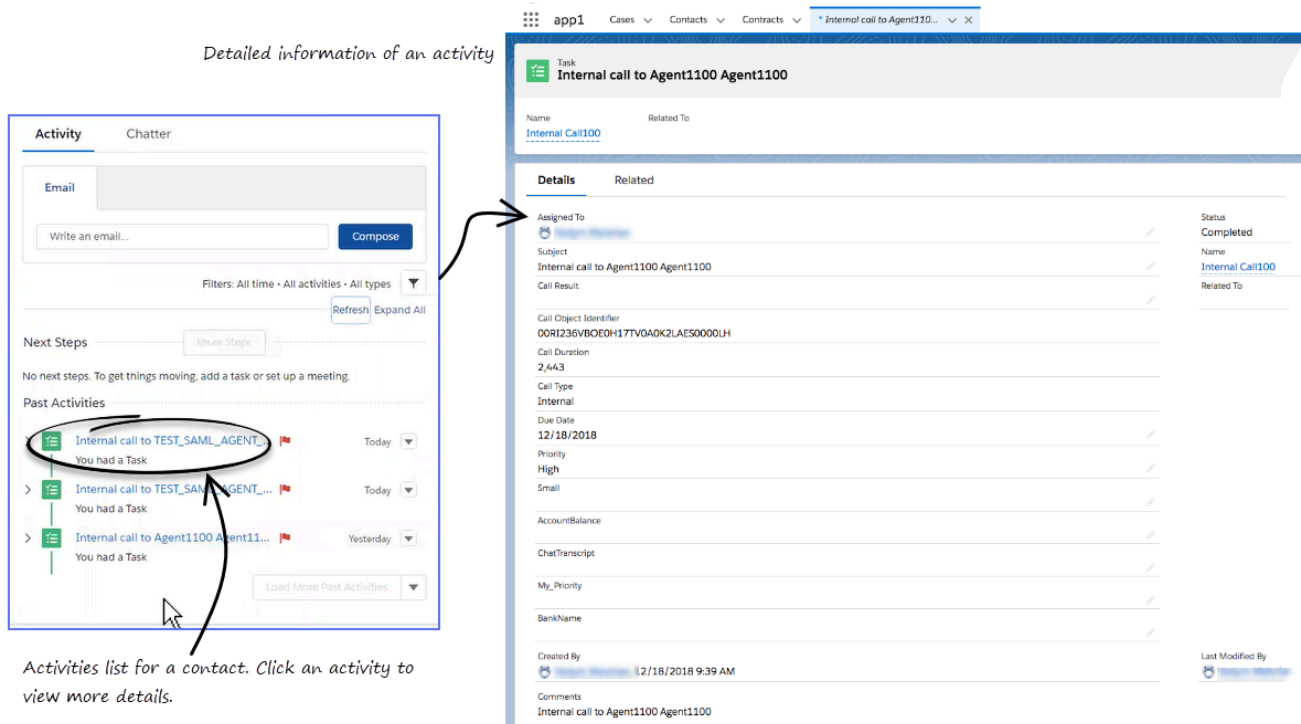 app1 Cases Contacts Contracts * Internal call to Agent110...
Detailed information of an activity
Task
Internal call to Agent1100 Agent1100
Name Related To
Internal Call100
Activity Chatter
Email
Write an email... Compose
Filters: All time • All activities • All types
Refresh Expand All
Next Steps More Steps
No next steps. To get things moving, add a task or set up a meeting.
Past Activities
Internal call to TEST_SAML_AGENT_... Today
You had a Task
Internal call to TEST_SAML_AGENT_... Today
You had a Task
Internal call to Agent1100 Agent11... Yesterday
You had a Task
Load More Past Activities
Activities list for a contact. Click an activity to
view more details.
Details Related
Assigned To Status
Completed
Subject Name
Internal call to Agent1100 Agent1100 Internal Call100
Call Result Related To
Call Object Identifier
00RI236VBOE0H17TV0A0K2LAES0000LH
Call Duration
2,443
Call Type
Internal
Due Date
12/18/2018
Priority
High
Small
AccountBalance
ChatTranscript
My_Priority
BankName
Created By Last Modified By
12/18/2018 9:39 AM
Comments
Internal call to Agent1100 Agent1100